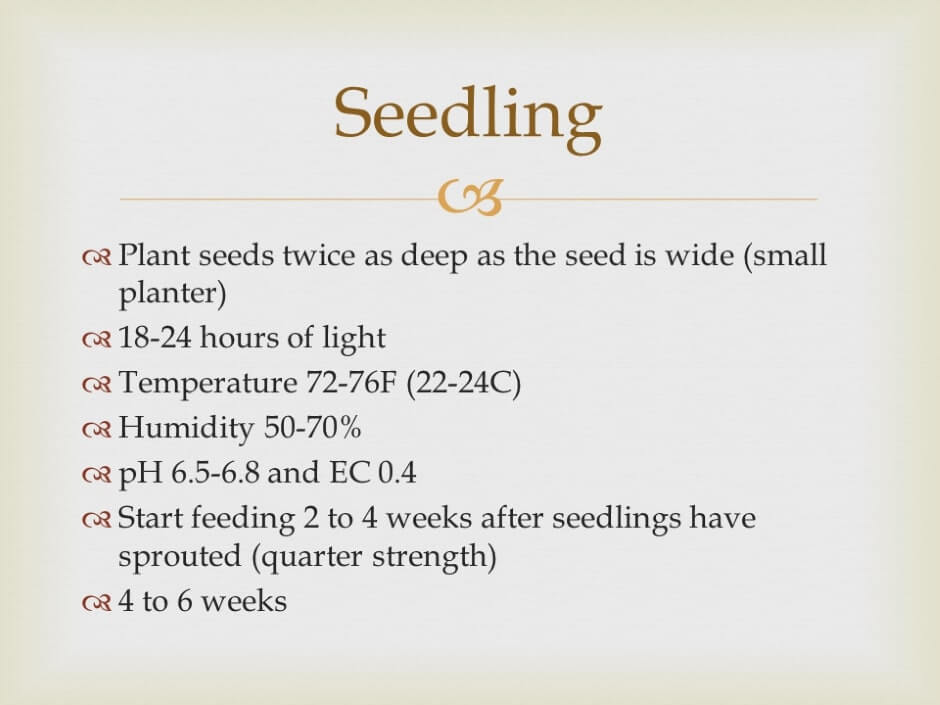 Seedling
Plant seeds twice as deep as the seed is wide (small
planter)
18-24 hours of light
Temperature 72-76F (22-24C)
Humidity 50-70%
pH 6.5-6.8 and EC 0.4
Start feeding 2 to 4 weeks after seedlings have
sprouted (quarter strength)
4 to 6 weeks